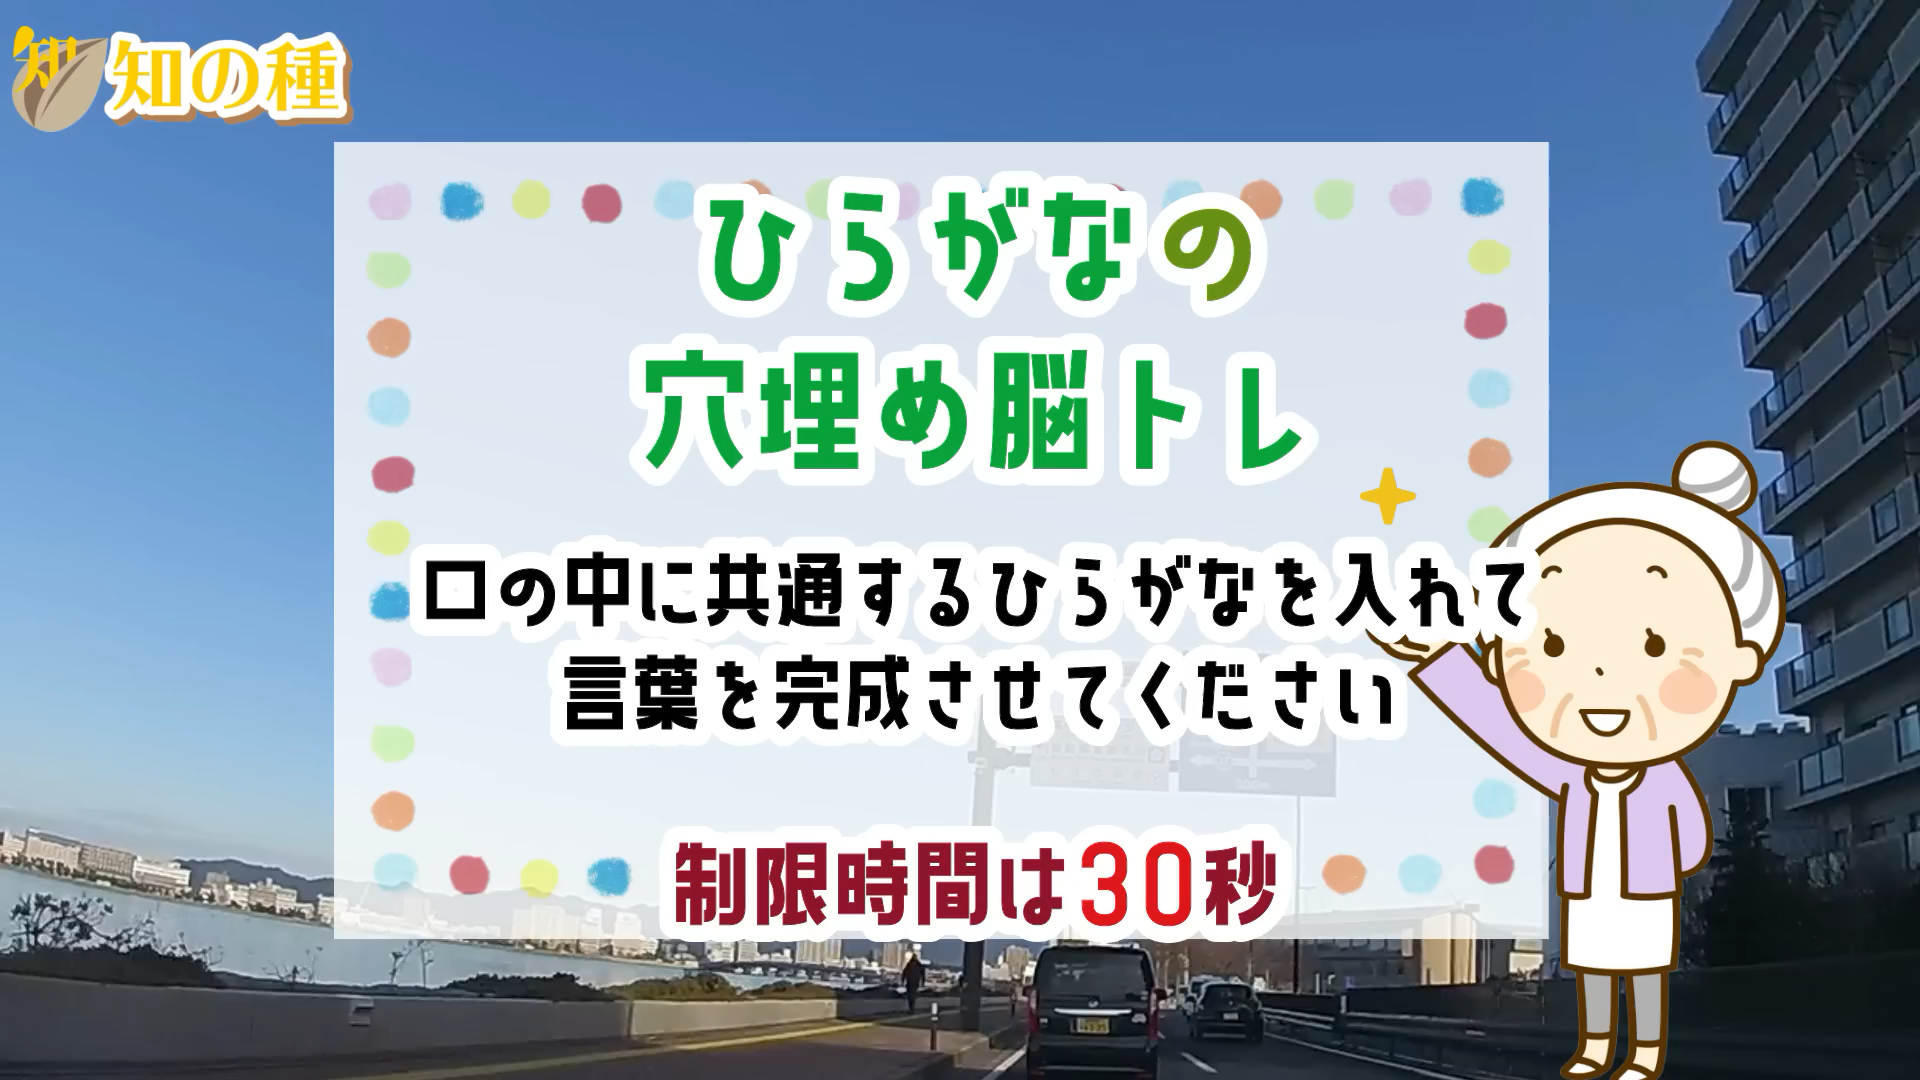 知の種
ひらがなの
穴埋め脳トレ
口の中に共通するひらがなを入れて
言葉を完成させてください
制限時間は30秒